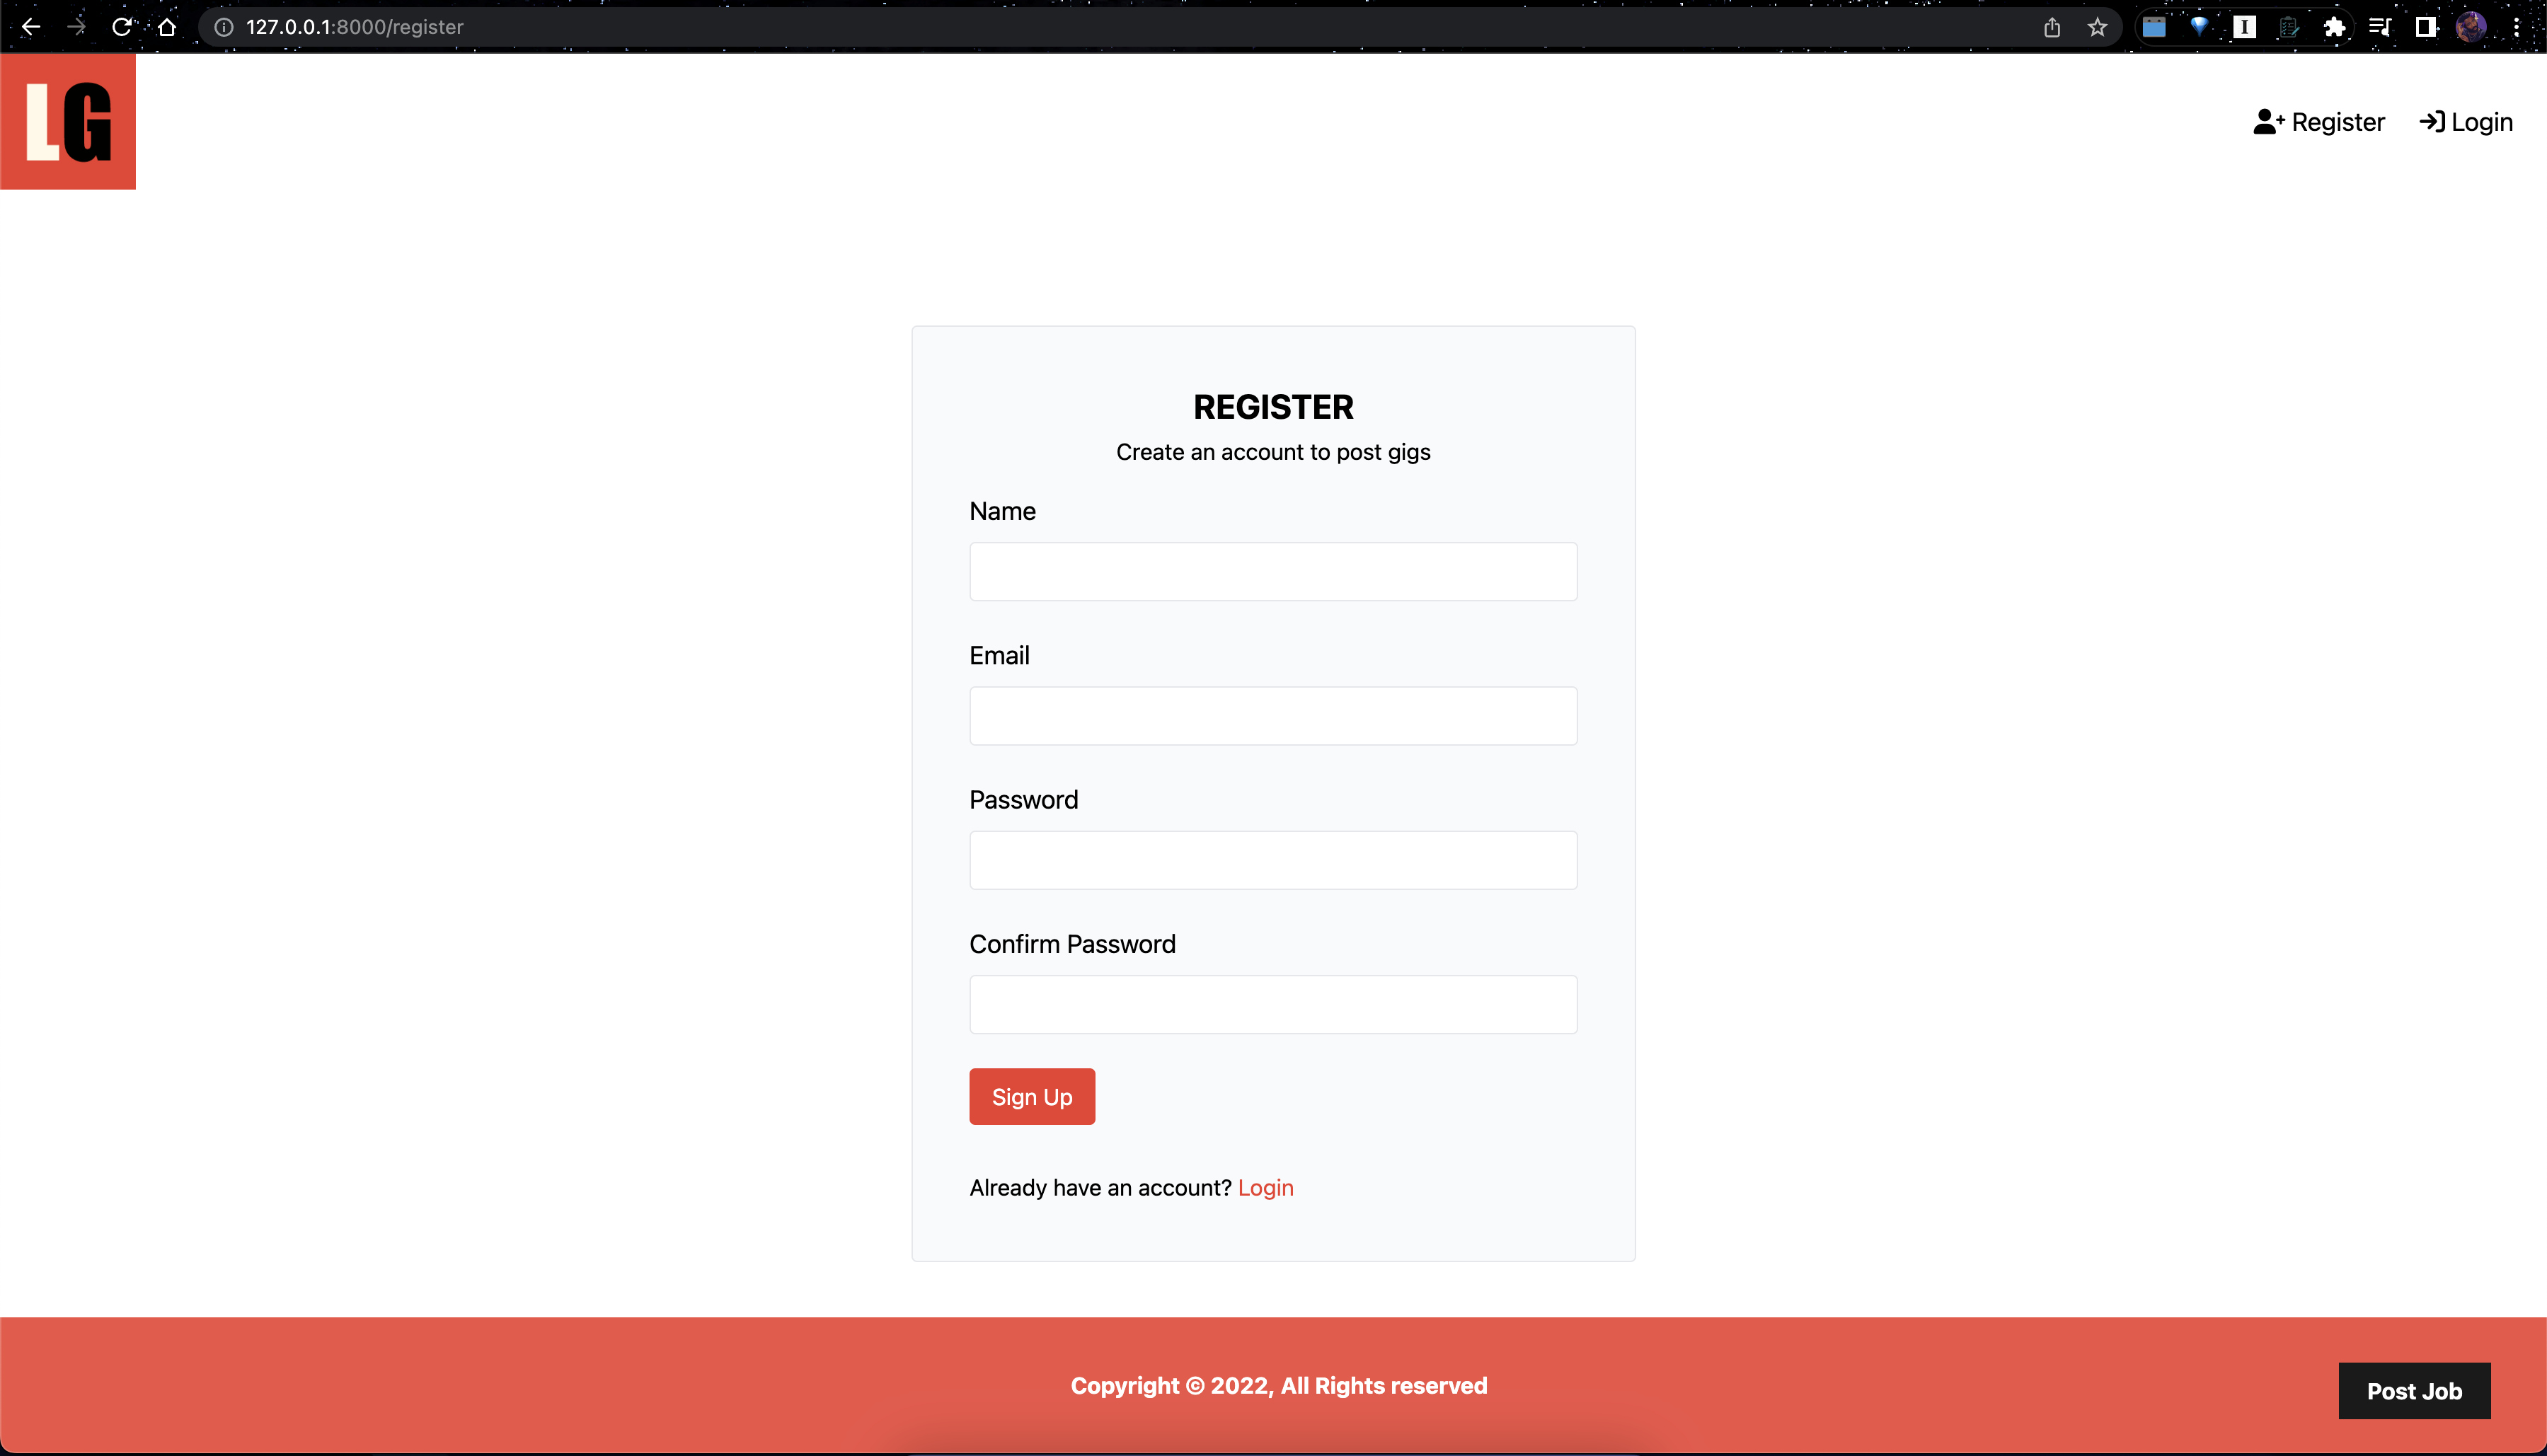 127.0.0.1:8000/register
LG
Register
Login
REGISTER
Create an account to post gigs
Name
Email
Password
Confirm Password
Sign Up
Already have an account? Login
Copyright © 2022, All Rights reserved
Post Job